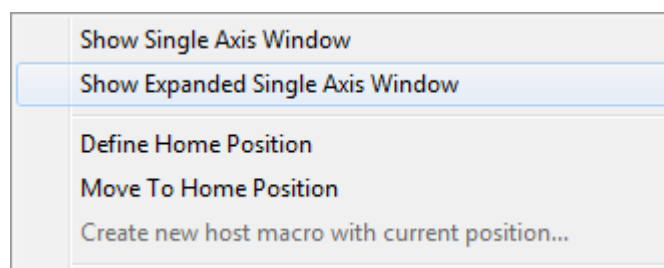 Show Single Axis Window
Show Expanded Single Axis Window
Define Home Position
Move To Home Position
Create new host macro with current position...